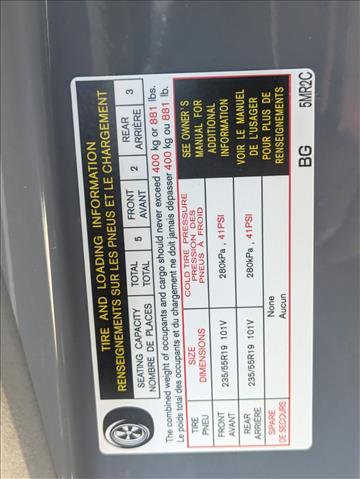 TIRE AND LOADING INFORMATION
RENSEIGNEMENTS SUR LES PNEUS ET LE CHARGEMENT
SEATING CAPACITY TOTAL 5 FRONT 2 REAR 3
NOMBRE DE PLACES TOTAL AVANT ARRIÈRE
The combined weight of occupants and cargo should never exceed 400 kg or 881 lbs.
Le poids total des occupants et du chargement ne doit jamais dépasser 400 kg ou 881 lb.
TIRE SIZE COLD TIRE PRESSURE
PNEU DIMENSIONS PRESSION DES
PNEUS À FROID
FRONT 235/55R19 101V 280kPa , 41PSI
AVANT
REAR 235/55R19 101V 280kPa , 41PSI
ARRIÈRE
SPARE None
DE SECOURS Aucun
SEE OWNER'S
MANUAL FOR
ADDITIONAL
INFORMATION
VOIR LE MANUEL
DE L'USAGER
POUR PLUS DE
RENSEIGNEMENTS
BG 5MR2C